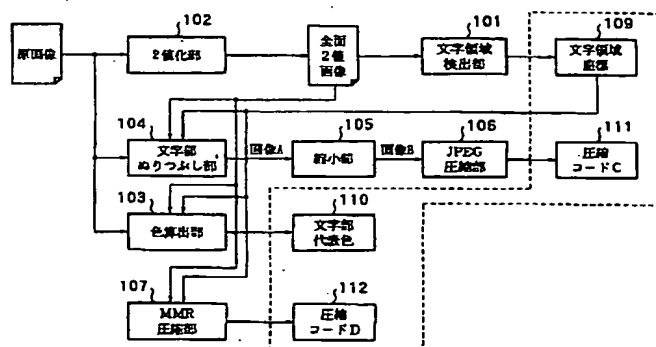 102
101
109
原画像
2値化部
全面
2値
画像
文字領域
検出部
文字領域
座標
104
105
106
111
文字部
ぬりつぶし部
画像A
縮小部
画像B
JPEG
圧縮部
圧縮
コードC
103
110
色算出部
文字部
代表色
107
112
MMR
圧縮部
圧縮
コードD